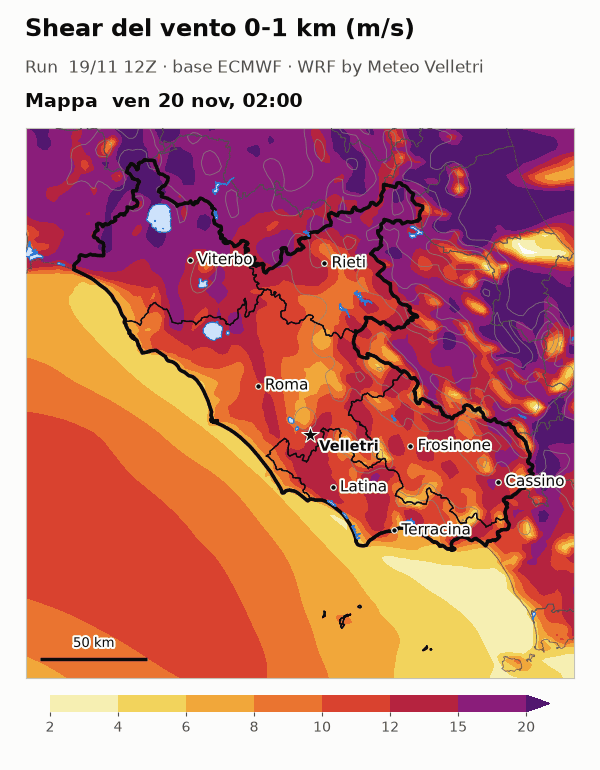 Shear del vento 0-1 km (m/s)
Run 19/11 12Z · base ECMWF · WRF by Meteo Velletri
Mappa ven 20 nov, 02:00
Viterbo
Rieti
Roma
Velletri
Frosinone
Latina
Cassino
Terracina
50 km
2 4 6 8 10 12 15 20